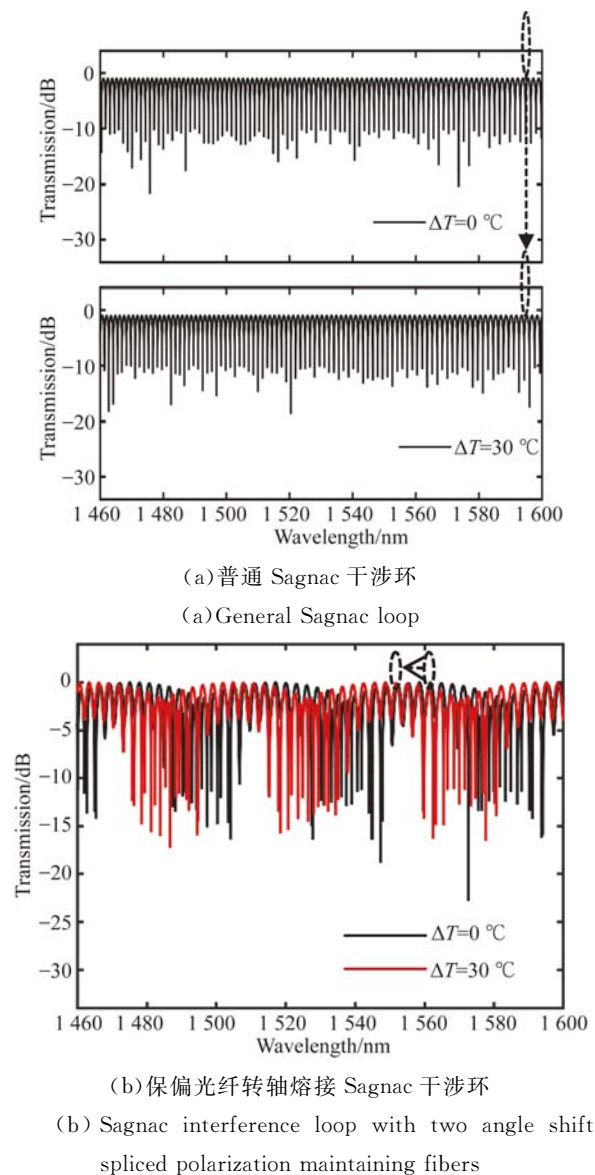 0
−10
−20
−30
Transmission/dB
ΔT=0 ℃
0
−10
−20
−30
Transmission/dB
ΔT=30 ℃
1 460 1 480 1 500 1 520 1 540 1 560 1 580 1 600
Wavelength/nm
(a)普通 Sagnac 干涉环
(a)General Sagnac loop
0
−5
−10
−15
−20
−25
−30
Transmission/dB
ΔT=0 ℃
ΔT=30 ℃
1 460 1 480 1 500 1 520 1 540 1 560 1 580 1 600
Wavelength/nm
(b)保偏光纤转轴熔接 Sagnac 干涉环
(b) Sagnac interference loop with two angle shift
spliced polarization maintaining fibers